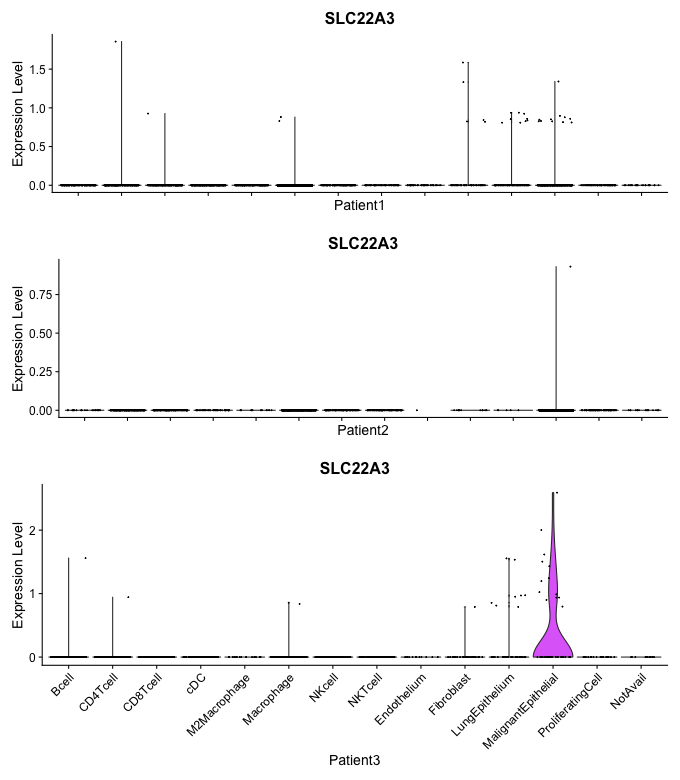 SLC22A3
Expression Level
1.5
1.0
0.5
0.0
Patient1
SLC22A3
Expression Level
0.75
0.50
0.25
0.00
Patient2
SLC22A3
Expression Level
2
1
0
Bcell
CD4Tcell
CD8Tcell
cDC
M2Macrophage
Macrophage
NKcell
NKTcell
Endothelium
Fibroblast
LungEpithelium
MalignantEpithelial
ProliferatingCell
NotAvail
Patient3